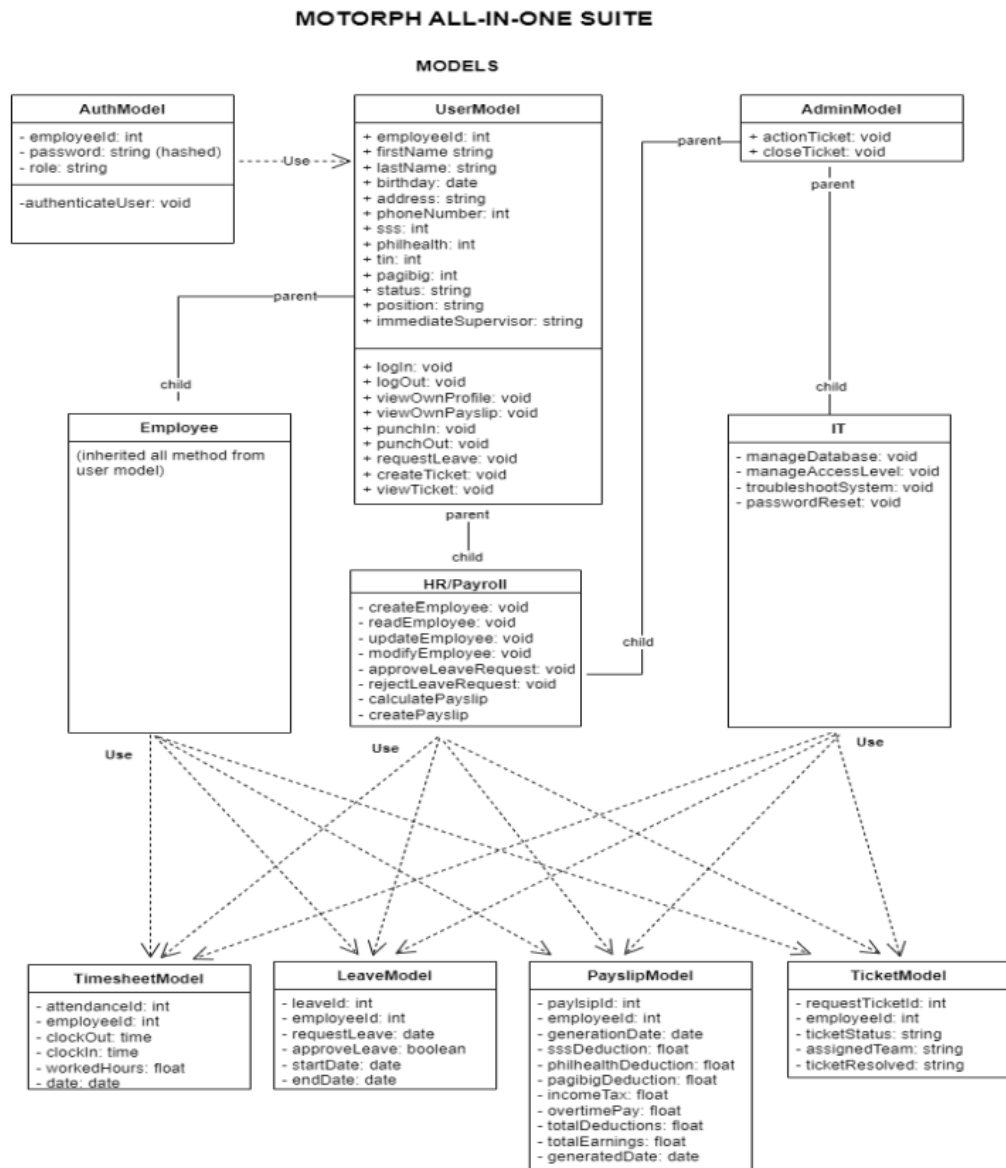 MOTORPH ALL-IN-ONE SUITE
MODELS
AuthModel
- employeeId: int
- password: string (hashed)
- role: string
-authenticateUser: void
Use
UserModel
+ employeeId: int
+ firstName string
+ lastName: string
+ birthday: date
+ address: string
+ phoneNumber: int
+ sss: int
+ philhealth: int
+ tin: int
+ pagibig: int
+ status: string
+ position: string
+ immediateSupervisor: string
+ logIn: void
+ logOut: void
+ viewOwnProfile: void
+ viewOwnPayslip: void
+ punchIn: void
+ punchOut: void
+ requestLeave: void
+ createTicket: void
+ viewTicket: void
AdminModel
+ actionTicket: void
+ closeTicket: void
parent
parent
parent
child
child
Employee
(inherited all method from
user model)
IT
- manageDatabase: void
- manageAccessLevel: void
- troubleshootSystem: void
- passwordReset: void
parent
child
HR/Payroll
- createEmployee: void
- readEmployee: void
- updateEmployee: void
- modifyEmployee: void
- approveLeaveRequest: void
- rejectLeaveRequest: void
- calculatePayslip
- createPayslip
child
Use
Use
Use
TimesheetModel
- attendanceId: int
- employeeId: int
- clockOut: time
- clockIn: time
- workedHours: float
- date: date
LeaveModel
- leaveId: int
- employeeId: int
- requestLeave: date
- approveLeave: boolean
- startDate: date
- endDate: date
PayslipModel
- paylsipId: int
- employeeId: int
- generationDate: date
- sssDeduction: float
- philhealthDeduction: float
- pagibigDeduction: float
- incomeTax: float
- overtimePay: float
- totalDeductions: float
- totalEarnings: float
- generatedDate: date
TicketModel
- requestTicketId: int
- employeeId: int
- ticketStatus: string
- assignedTeam: string
- ticketResolved: string